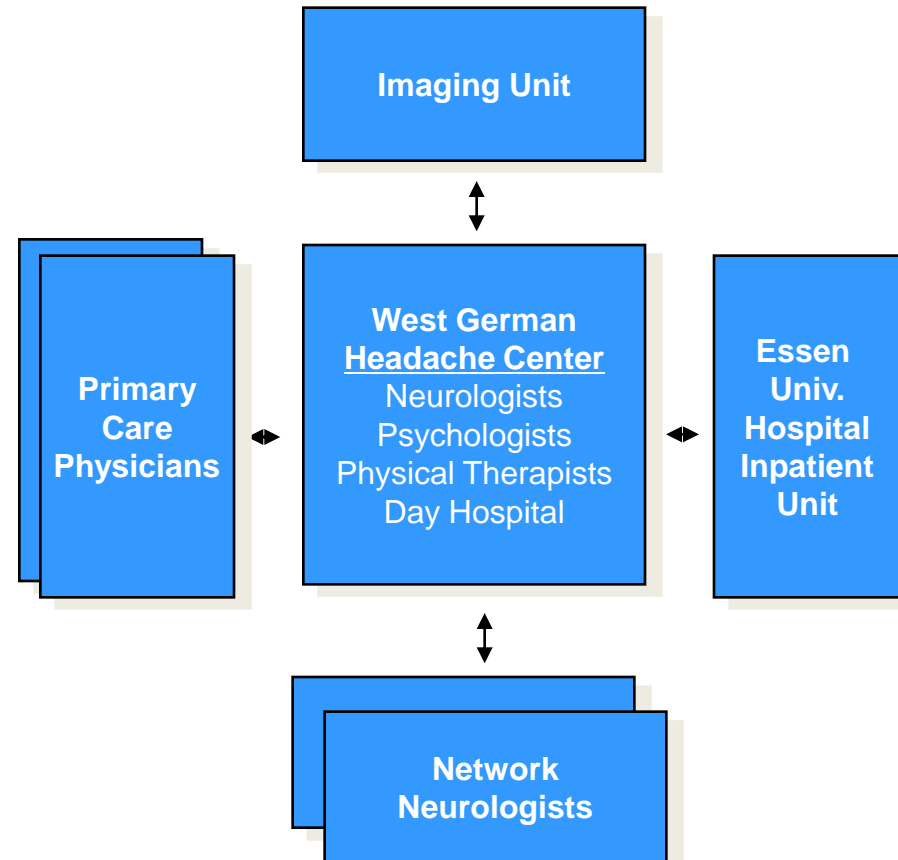 Imaging Unit
West German
Headache Center
Neurologists
Psychologists
Physical Therapists
Day Hospital
Primary
Care
Physicians
Essen
Univ.
Hospital
Inpatient
Unit
Network
Neurologists